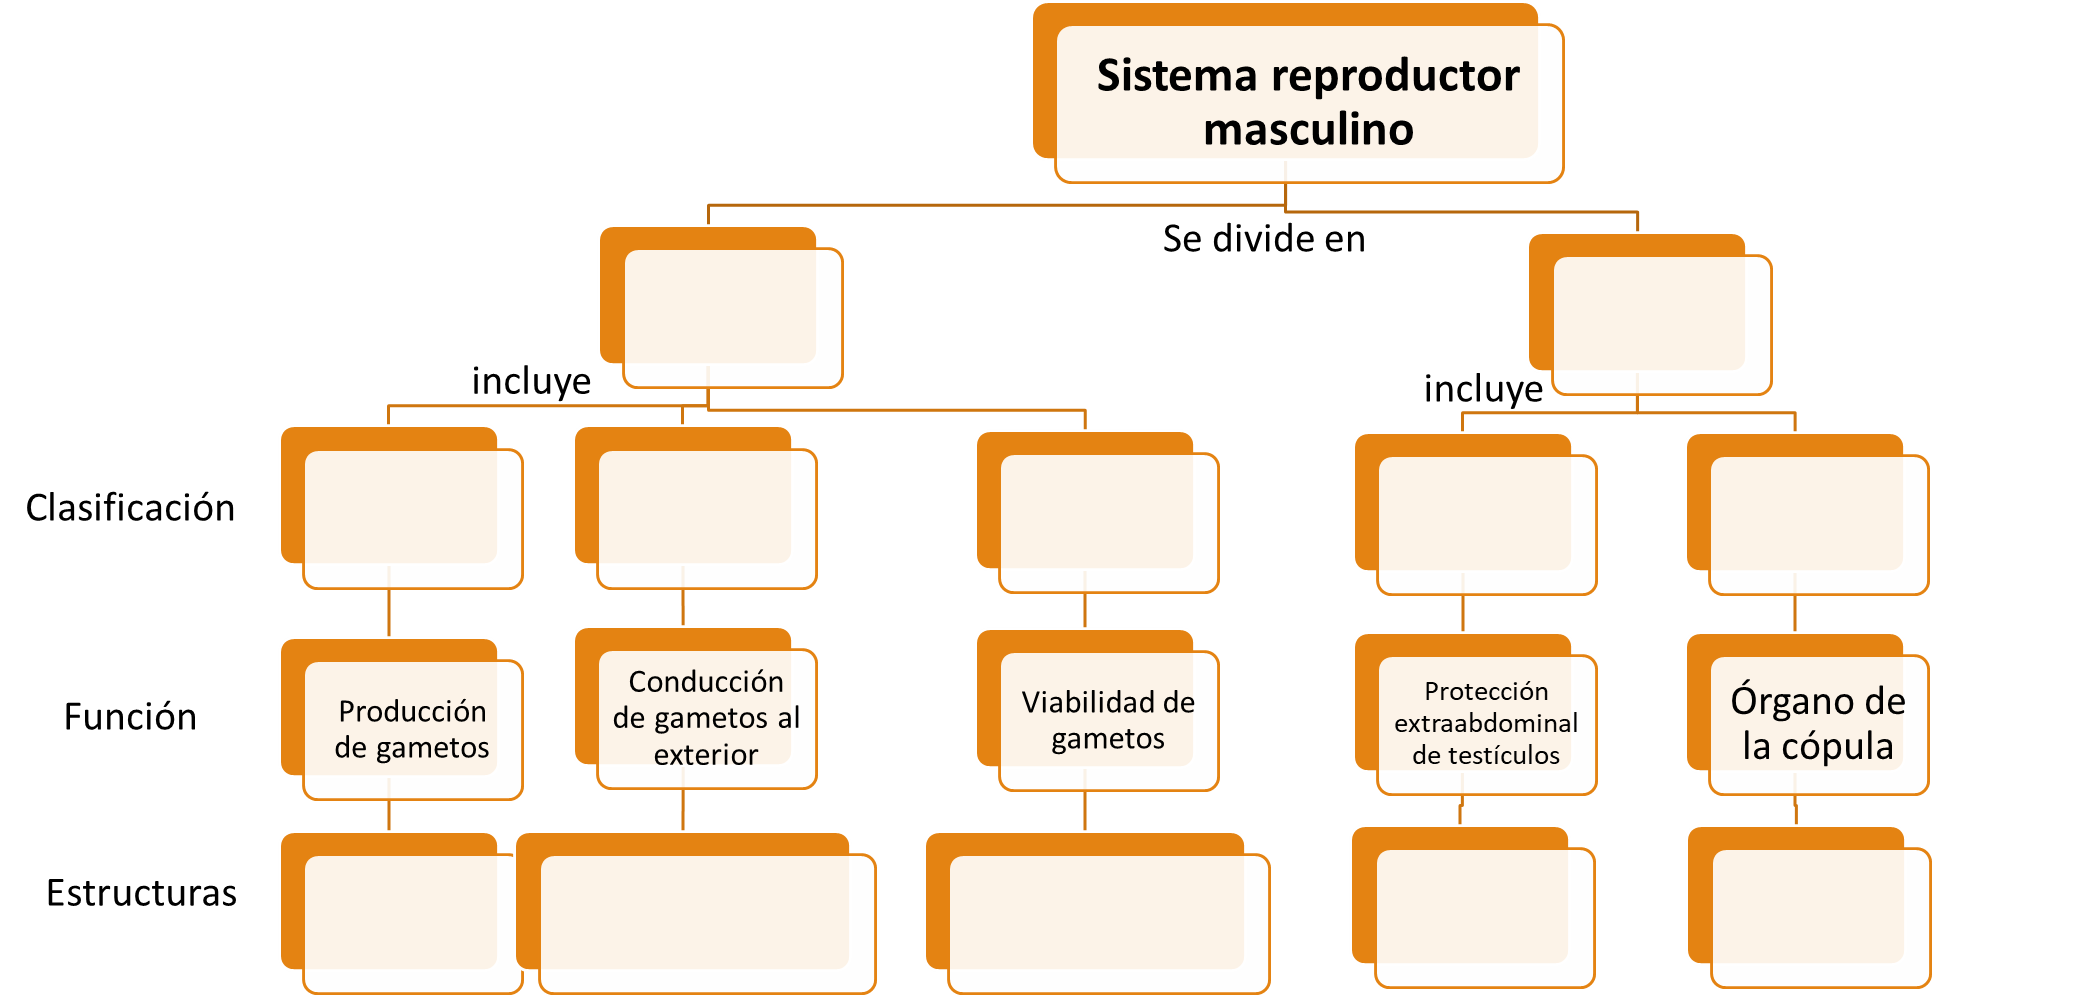 Sistema reproductor
masculino
Se divide en
incluye
incluye
Clasificación
Función
Producción
de gametos
Conducción
de gametos al
exterior
Viabilidad de
gametos
Protección
extraabdominal
de testículos
Órgano de
la cópula
Estructuras